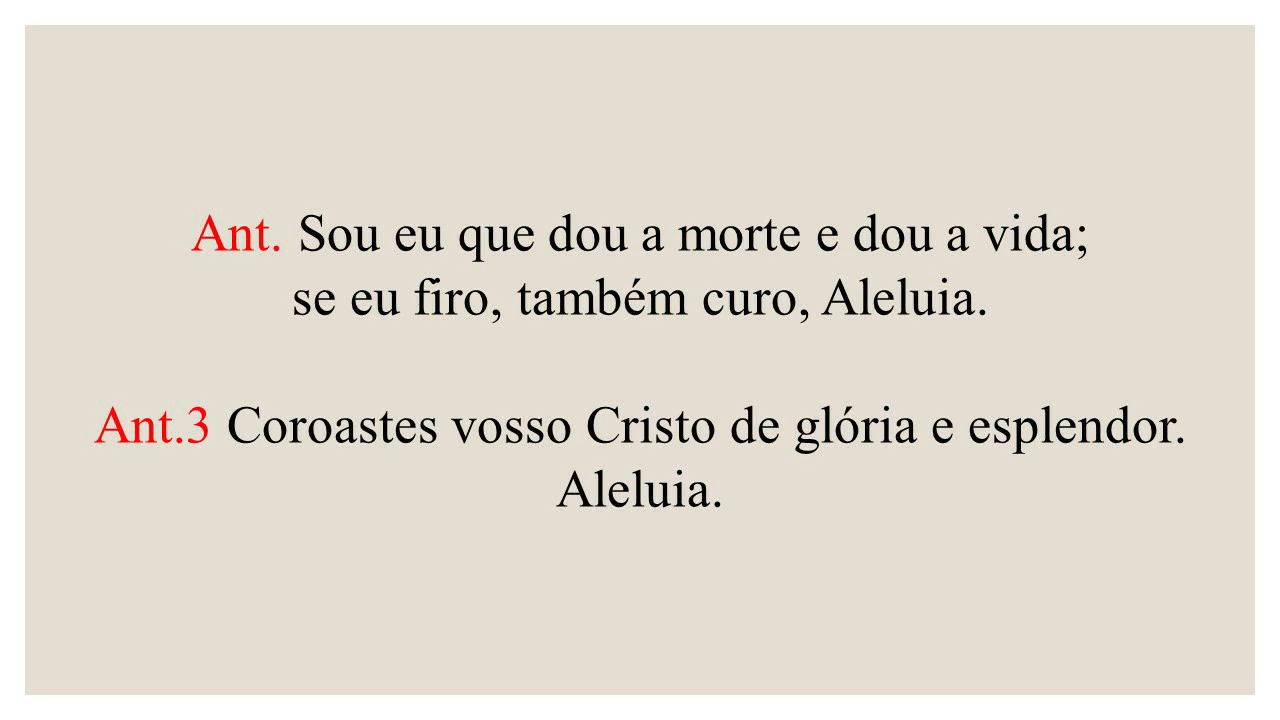 Ant. Sou eu que dou a morte e dou a vida;
se eu firo, também curo, Aleluia.
Ant.3 Coroastes vosso Cristo de glória e esplendor.
Aleluia.